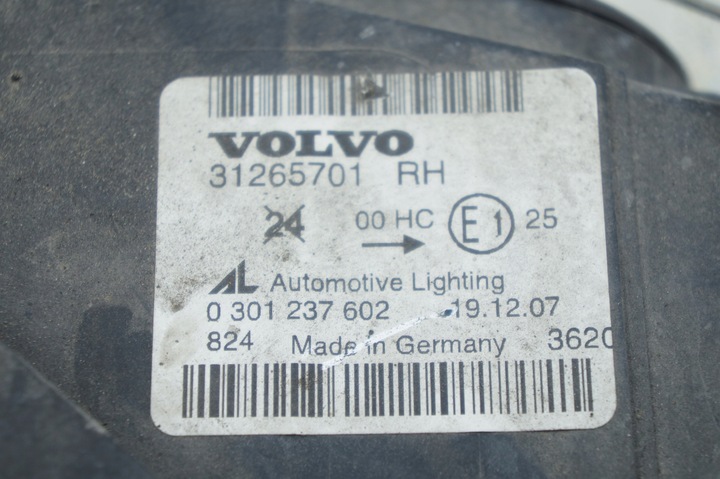 VOLVO
31265701 RH
24 00 HC E1 25
AL Automotive Lighting
0 301 237 602 19.12.07
824 Made in Germany 3620